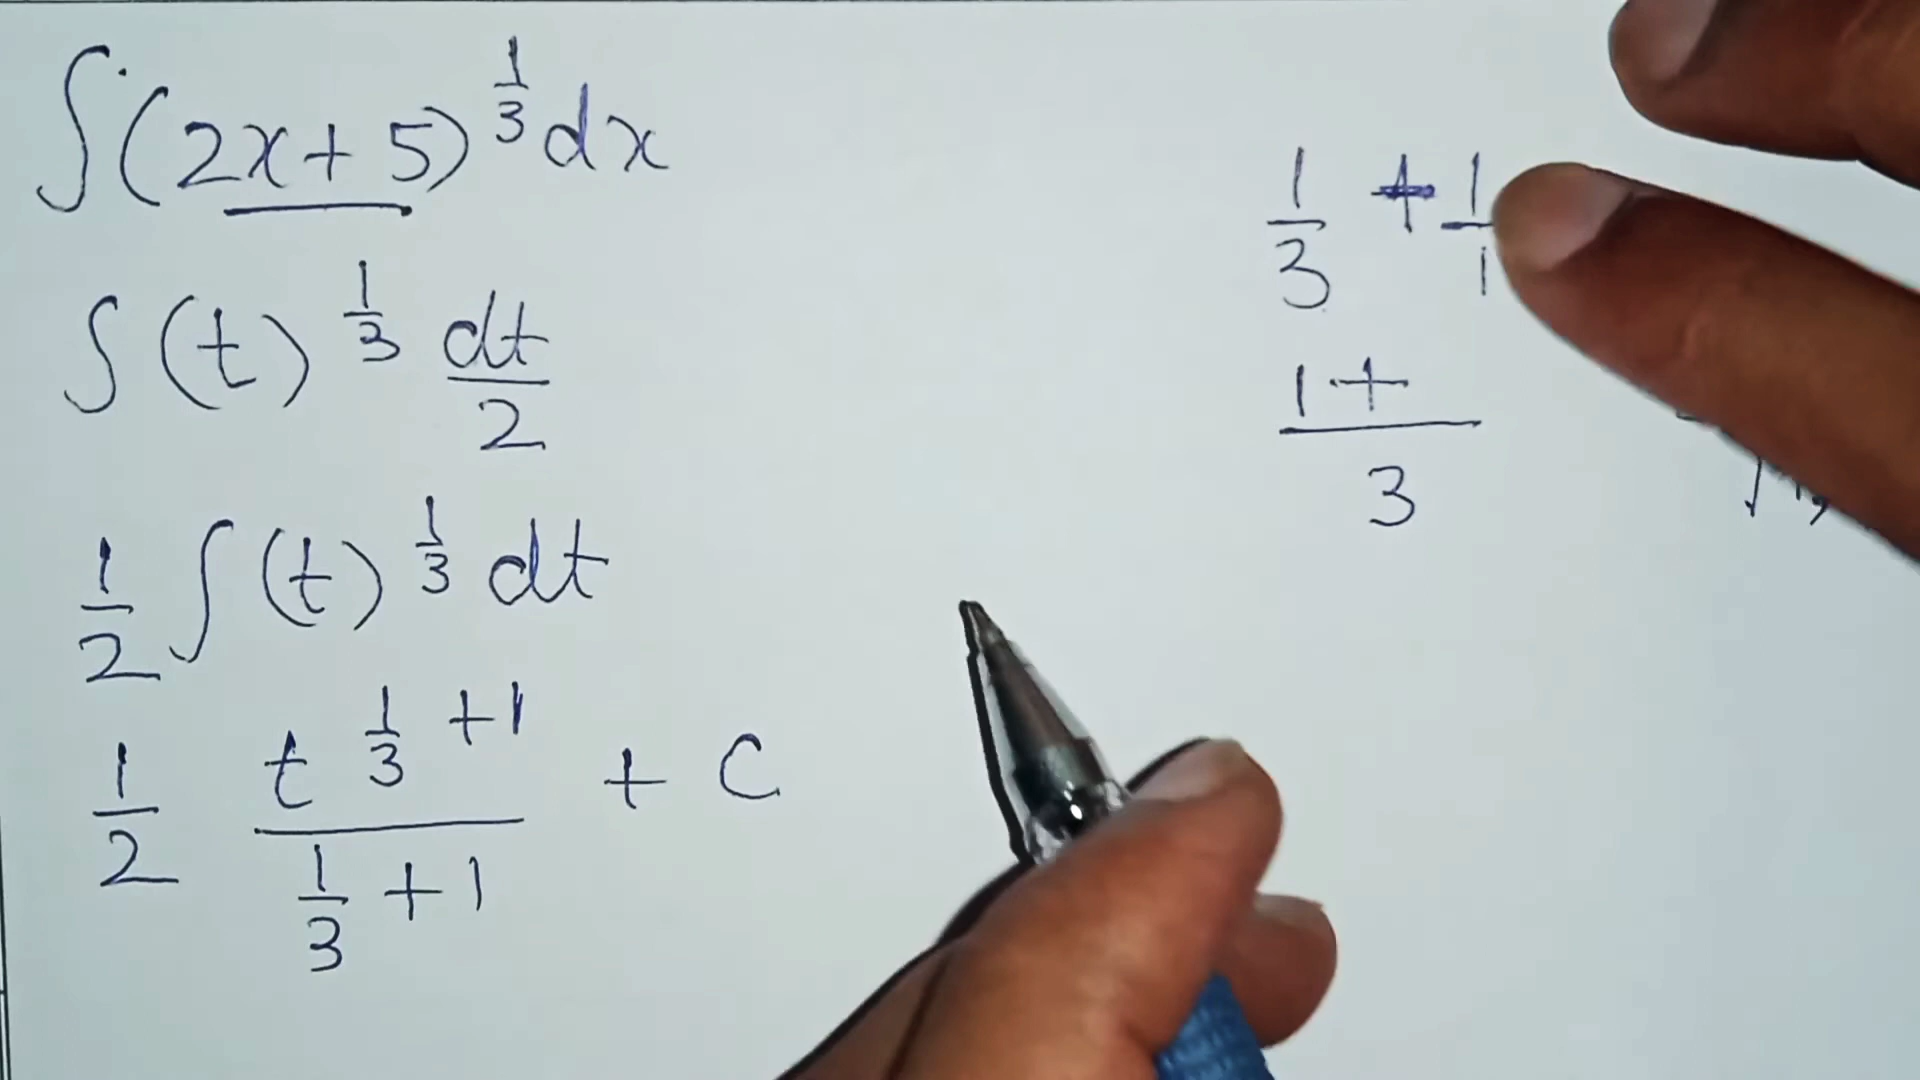 ∫(2x+5)^{1/3} dx
∫(t)^{1/3} dt/2
1/2 ∫(t)^{1/3} dt
1/2 t^{1/3 +1}/(1/3 +1) + C
1/3 + 1/1
(1+)/3